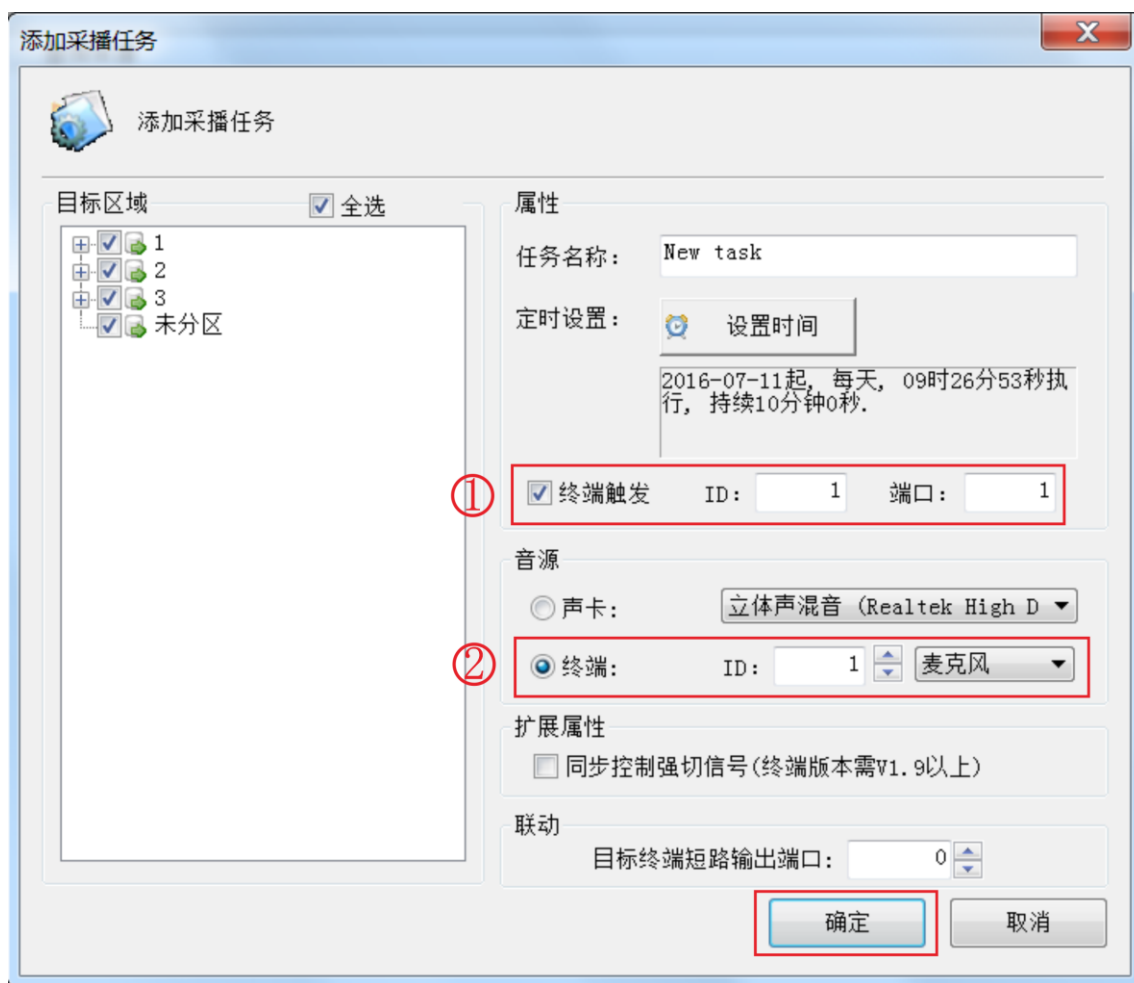 添加采播任务
添加采播任务
目标区域 全选
1
2
3
未分区
属性
任务名称: New task
定时设置: 设置时间
2016-07-11起, 每天, 09时26分53秒执
行, 持续10分钟0秒.
① 终端触发 ID: 1 端口: 1
音源
声卡: 立体声混音 (Realtek High D
② 终端: ID: 1 麦克风
扩展属性
同步控制强切信号(终端版本需V1.9以上)
联动
目标终端短路输出端口: 0
确定 取消